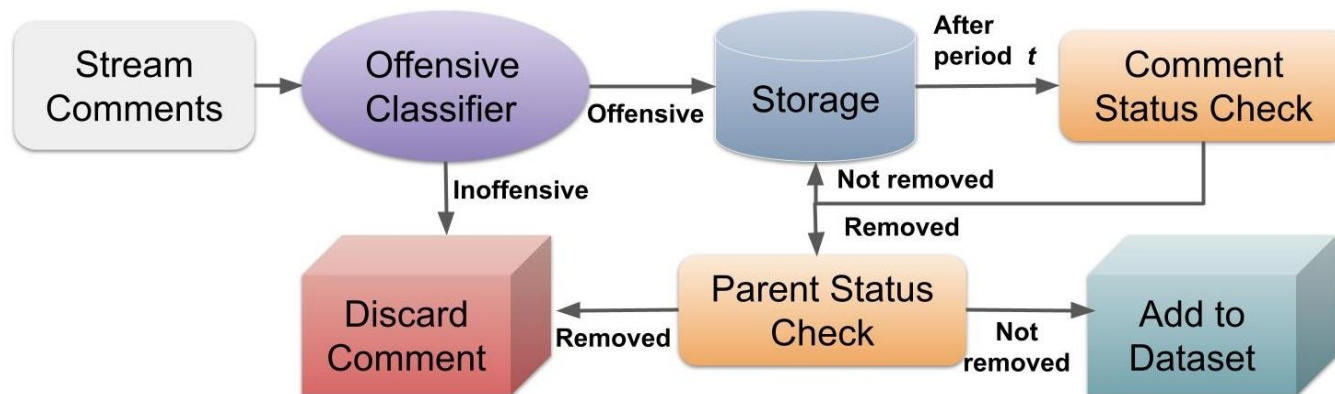 Stream
Comments
Offensive
Classifier
Offensive
Storage
After
period t
Comment
Status Check
Inoffensive
Not removed
Removed
Discard
Comment
Removed
Parent Status
Check
Not
removed
Add to
Dataset